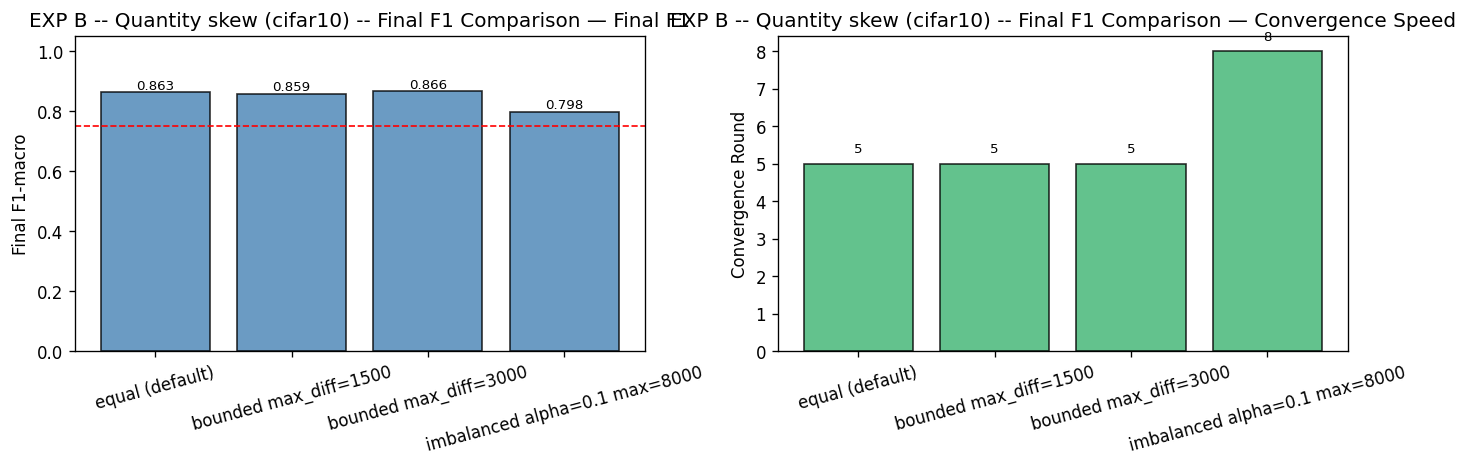 EXP B -- Quantity skew (cifar10) -- Final F1 Comparison — Final F1
EXP B -- Quantity skew (cifar10) -- Final F1 Comparison — Convergence Speed
Final F1-macro
1.0
0.8
0.6
0.4
0.2
0.0
0.863
0.859
0.866
0.798
equal (default)
bounded max_diff=1500
bounded max_diff=3000
imbalanced alpha=0.1 max=8000
Convergence Round
8
7
6
5
4
3
2
1
0
5
5
5
8
equal (default)
bounded max_diff=1500
bounded max_diff=3000
imbalanced alpha=0.1 max=8000